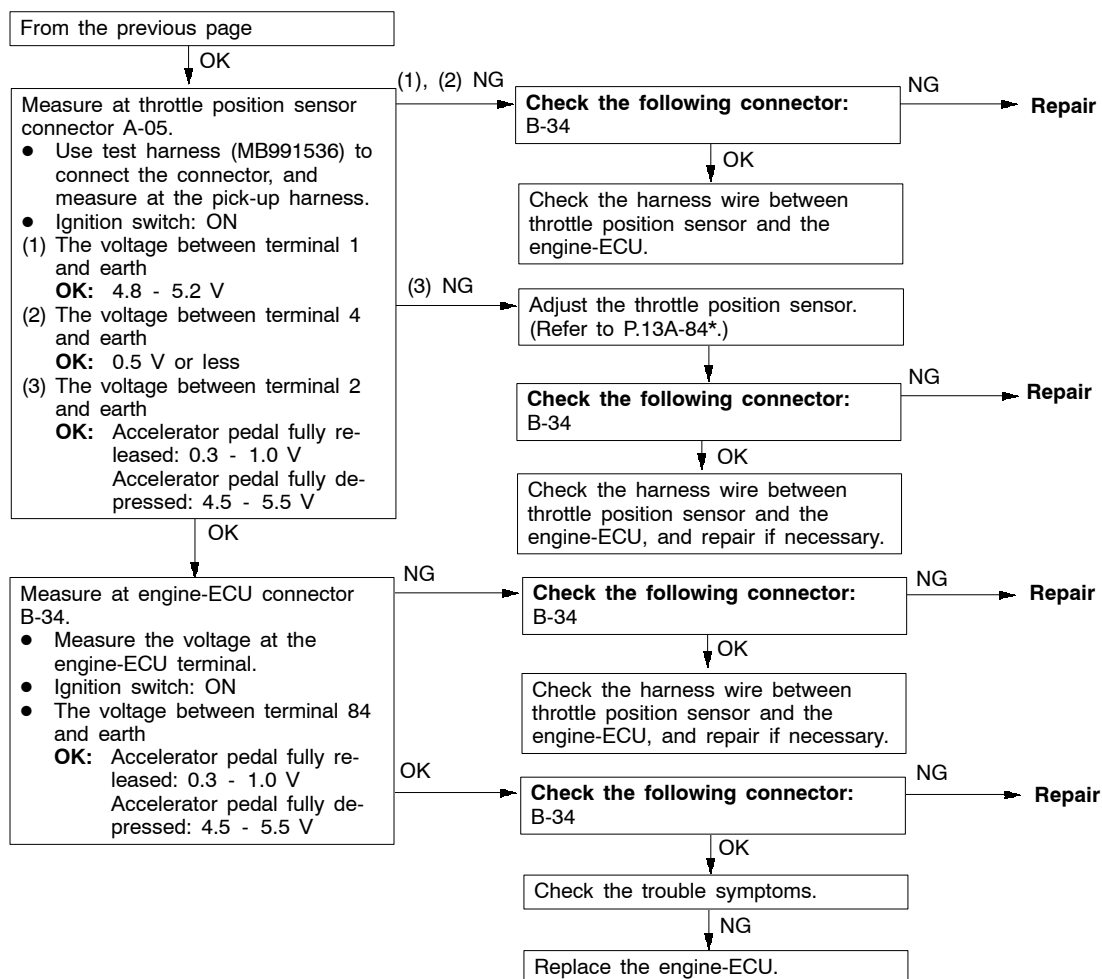 From the previous page
OK
Measure at throttle position sensor
connector A-05.
● Use test harness (MB991536) to
connect the connector, and
measure at the pick-up harness.
● Ignition switch: ON
(1) The voltage between terminal 1
and earth
OK: 4.8 - 5.2 V
(2) The voltage between terminal 4
and earth
OK: 0.5 V or less
(3) The voltage between terminal 2
and earth
OK: Accelerator pedal fully re-
leased: 0.3 - 1.0 V
Accelerator pedal fully de-
pressed: 4.5 - 5.5 V
(1), (2) NG
Check the following connector:
B-34
NG
Repair
OK
Check the harness wire between
throttle position sensor and the
engine-ECU.
(3) NG
Adjust the throttle position sensor.
(Refer to P.13A-84*.)
Check the following connector:
B-34
NG
Repair
OK
Check the harness wire between
throttle position sensor and the
engine-ECU, and repair if necessary.
OK
Measure at engine-ECU connector
B-34.
● Measure the voltage at the
engine-ECU terminal.
● Ignition switch: ON
● The voltage between terminal 84
and earth
OK: Accelerator pedal fully re-
leased: 0.3 - 1.0 V
Accelerator pedal fully de-
pressed: 4.5 - 5.5 V
NG
Check the following connector:
B-34
NG
Repair
OK
Check the harness wire between
throttle position sensor and the
engine-ECU, and repair if necessary.
OK
Check the following connector:
B-34
NG
Repair
OK
Check the trouble symptoms.
NG
Replace the engine-ECU.